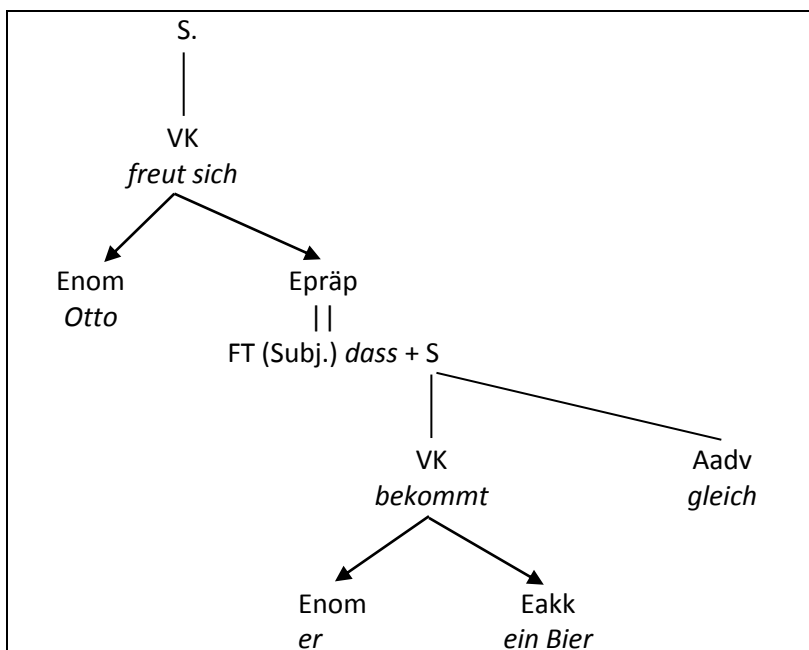 S.
VK
freut sich
Enom Epräp
Otto
||
FT (Subj.) dass + S
VK Aadv
bekommt gleich
Enom Eakk
er ein Bier